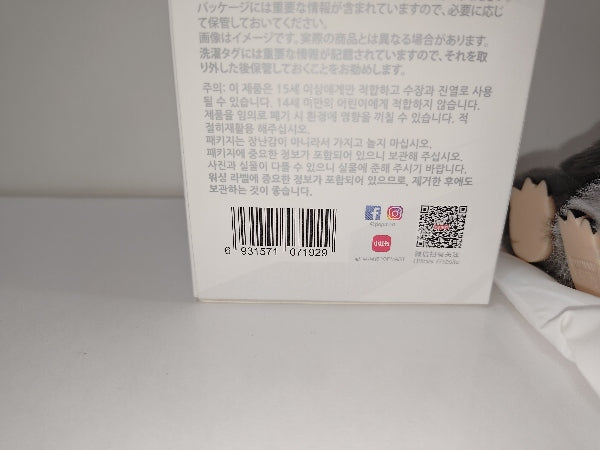 パッケージには重要な情報が含まれていますので、必要に応じ
て保管しておいてください。
画像はイメージです。実際の商品とは異なる場合があります。
洗濯タグには重要な情報が記載されていますので、それを取
り外した後保管しておくことをお勧めします。
주의: 이 제품은 15세 이상에게만 적합하고 수장과 진열로 사용
될 수 있습니다. 14세 미만의 어린이에게 적합하지 않습니다.
제품을 임의로 폐기 시 환경에 영향을 끼칠 수 있습니다. 적
절히재활용 해주십시오.
패키지는 장난감이 아니라서 가지고 놀지 마십시오.
패키지에 중요한 정보가 포함되어 있으니 보관해 주십시오.
사진과 실물이 다를 수 있으니 실물에 준해 주시기 바랍니다.
워싱 라벨에 중요한 정보가 포함되어 있으므로, 제거한 후에도
보관하는 것이 좋습니다.
6 931571 071929
微信扫码关注